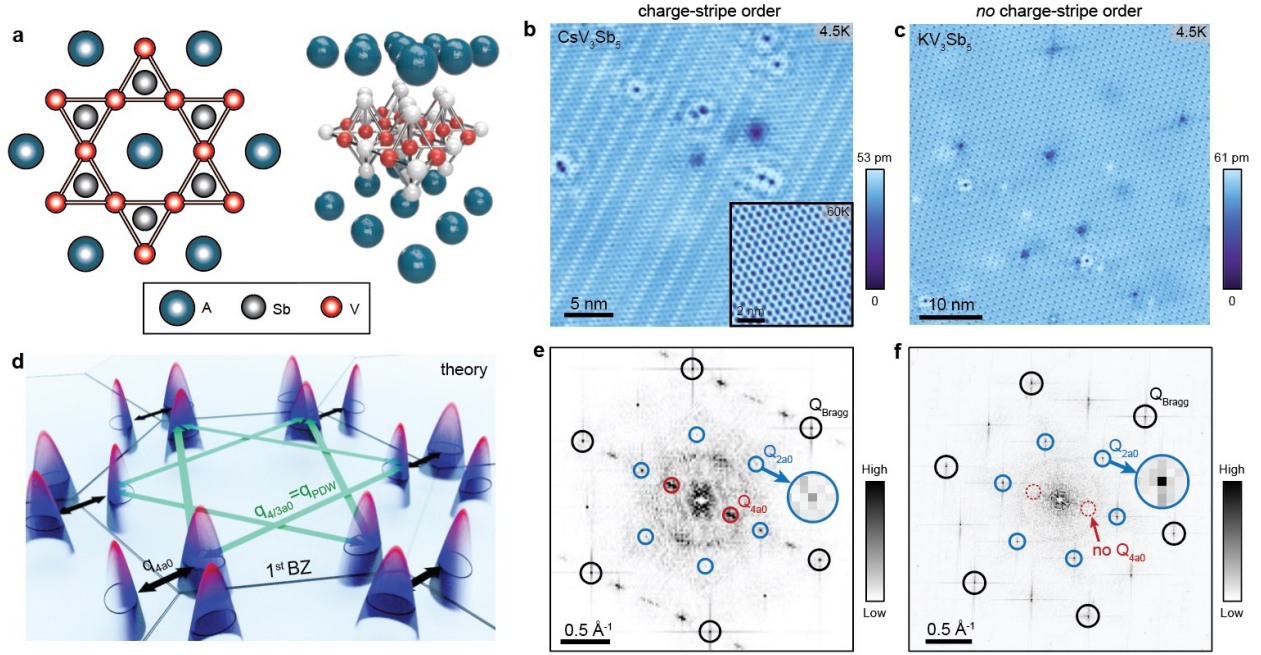 charge-stripe order
no charge-stripe order
a
b
CsV3Sb5
4.5K
53 pm
0
60K
2 nm
5 nm
c
KV3Sb5
4.5K
61 pm
0
10 nm
A
Sb
V
d
theory
q4/3a0=qPDW
q4a0
1st BZ
e
QBragg
Q2a0
Q4a0
High
Low
0.5 Å-1
f
QBragg
Q2a0
no Q4a0
High
Low
0.5 Å-1